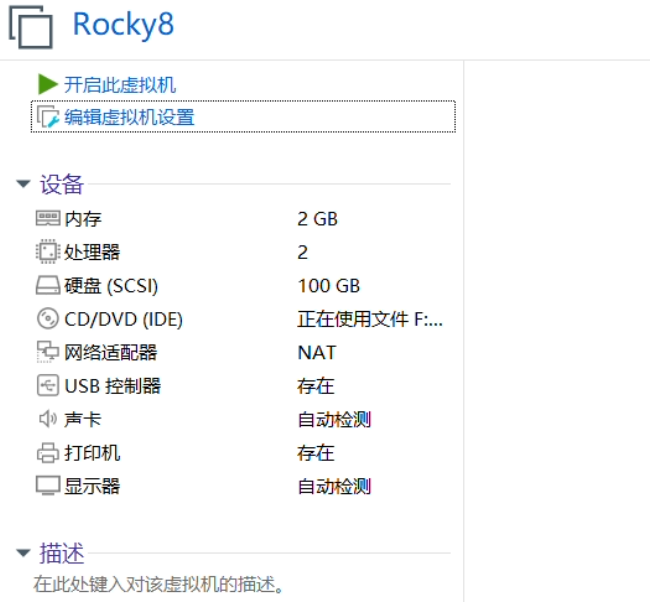 Rocky8
开启此虚拟机
编辑虚拟机设置
设备
内存 2 GB
处理器 2
硬盘 (SCSI) 100 GB
CD/DVD (IDE) 正在使用文件 F:...
网络适配器 NAT
USB 控制器 存在
声卡 自动检测
打印机 存在
显示器 自动检测
描述
在此处键入对该虚拟机的描述。